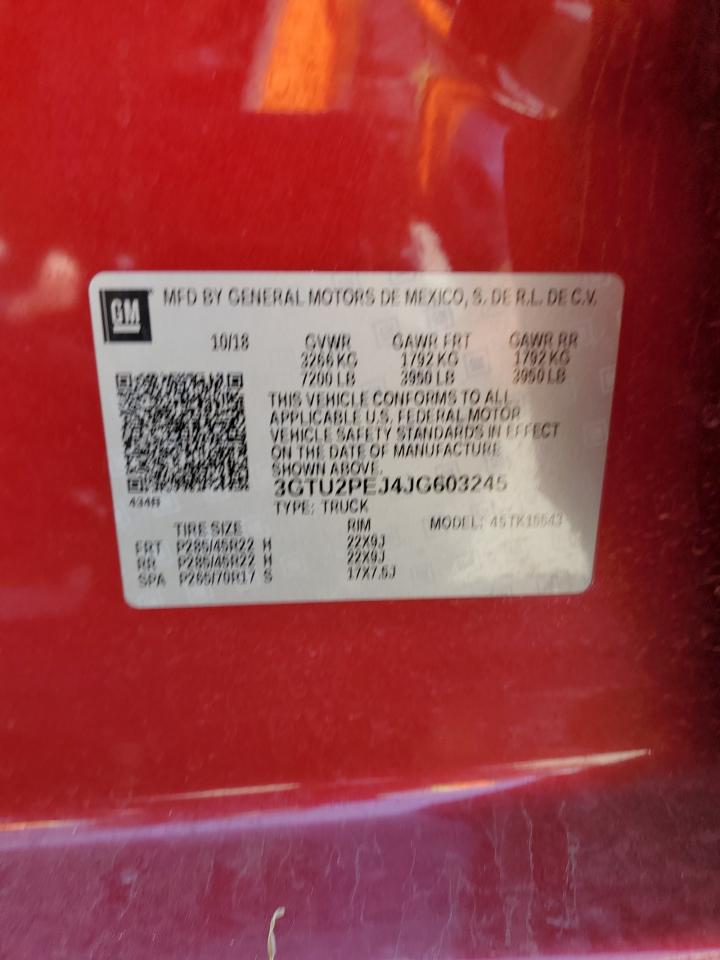 GM
MFD BY GENERAL MOTORS DE MEXICO, S. DE R.L. DE C.V.
10/18 GVWR GAWR FRT GAWR RR
3266 KG 1792 KG 1792 KG
7200 LB 3950 LB 3950 LB
THIS VEHICLE CONFORMS TO ALL
APPLICABLE U.S. FEDERAL MOTOR
VEHICLE SAFETY STANDARDS IN EFFECT
ON THE DATE OF MANUFACTURE
SHOWN ABOVE.
3GTU2PEJ4JG603245
TYPE: TRUCK
TIRE SIZE RIM MODEL:
FRT P285/45R22 H 22X9J
RR P285/45R22 H 22X9J
SPA P265/70R17 S 17X7.5J